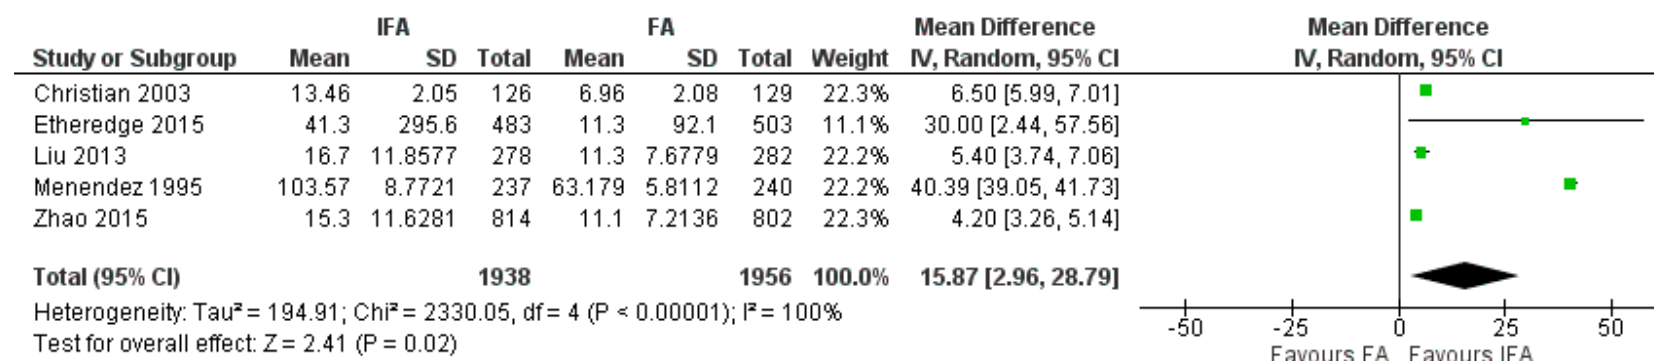 IFA FA Mean Difference Mean Difference
Study or Subgroup Mean SD Total Mean SD Total Weight IV, Random, 95% CI IV, Random, 95% CI
Christian 2003 13.46 2.05 126 6.96 2.08 129 22.3% 6.50 [5.99, 7.01]
Etheredge 2015 41.3 295.6 483 11.3 92.1 503 11.1% 30.00 [2.44, 57.56]
Liu 2013 16.7 11.8577 278 11.3 7.6779 282 22.2% 5.40 [3.74, 7.06]
Menendez 1995 103.57 8.7721 237 63.179 5.8112 240 22.2% 40.39 [39.05, 41.73]
Zhao 2015 15.3 11.6281 814 11.1 7.2136 802 22.3% 4.20 [3.26, 5.14]
Total (95% CI) 1938 1956 100.0% 15.87 [2.96, 28.79]
Heterogeneity: Tau² = 194.91; Chi² = 2330.05, df = 4 (P < 0.00001); I² = 100%
Test for overall effect: Z = 2.41 (P = 0.02)
-50 -25 0 25 50
Favours FA Favours IFA